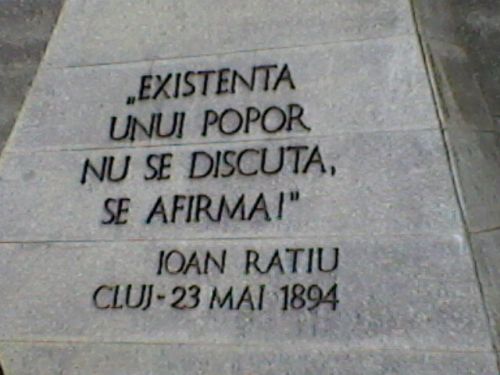 „EXISTENTA
UNUI POPOR
NU SE DISCUTA,
SE AFIRMA!"
IOAN RATIU
CLUJ-23 MAI 1894